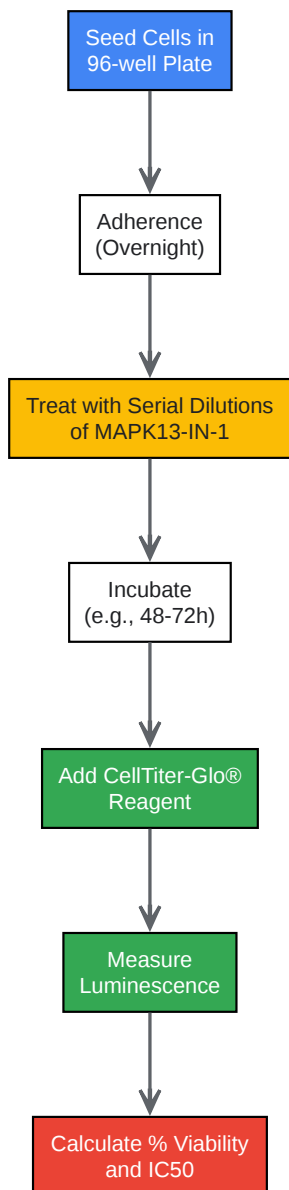 Seed Cells in
96-well Plate
Adherence
(Overnight)
Treat with Serial Dilutions
of MAPK13-IN-1
Incubate
(e.g., 48-72h)
Add CellTiter-Glo®
Reagent
Measure
Luminescence
Calculate % Viability
and IC50